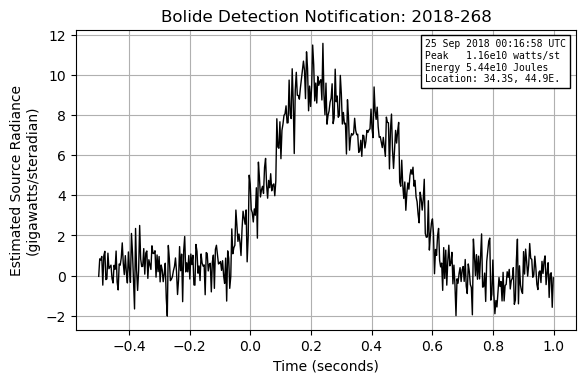 Bolide Detection Notification: 2018-268
25 Sep 2018 00:16:58 UTC
Peak   1.16e10 watts/st
Energy 5.44e10 Joules
Location: 34.3S, 44.9E.
Estimated Source Radiance
(gigawatts/steradian)
12
10
8
6
4
2
0
−2
−0.4
−0.2
0.0
0.2
0.4
0.6
0.8
1.0
Time (seconds)